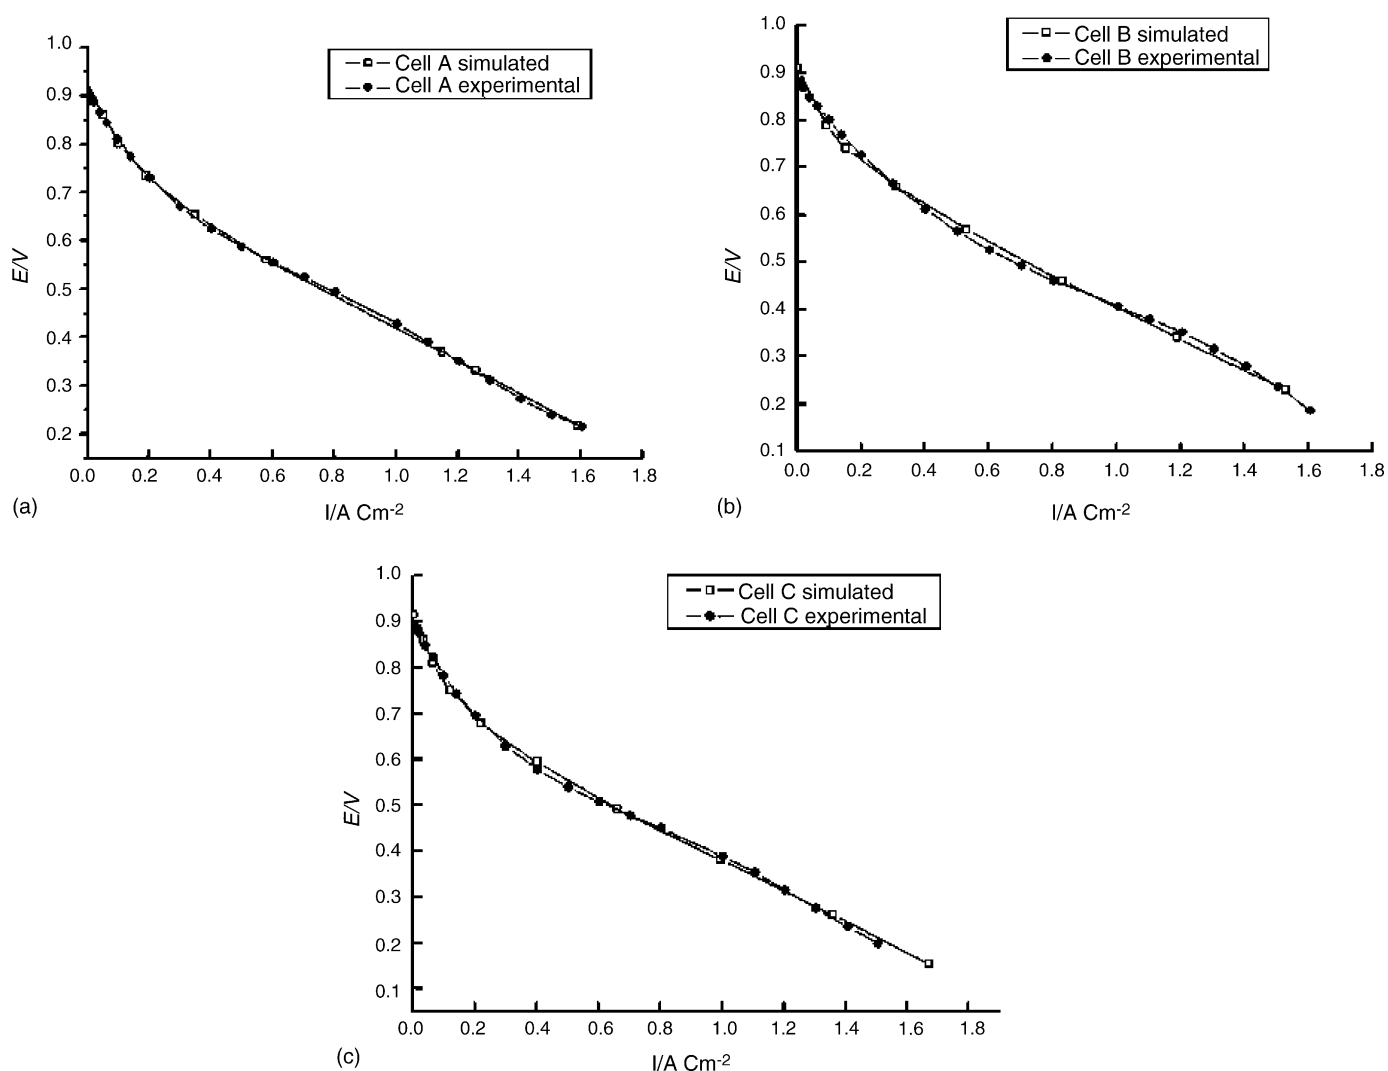 1.0
0.9
0.8
0.7
0.6
0.5
0.4
0.3
0.2
E/V
Cell A simulated
Cell A experimental
0.0 0.2 0.4 0.6 0.8 1.0 1.2 1.4 1.6 1.8
(a)
I/A Cm-2
1.0
0.9
0.8
0.7
0.6
0.5
0.4
0.3
0.2
0.1
E/V
Cell B simulated
Cell B experimental
0.0 0.2 0.4 0.6 0.8 1.0 1.2 1.4 1.6 1.8
(b)
I/A Cm-2
1.0
0.9
0.8
0.7
0.6
0.5
0.4
0.3
0.2
0.1
E/V
Cell C simulated
Cell C experimental
0.0 0.2 0.4 0.6 0.8 1.0 1.2 1.4 1.6 1.8
(c)
I/A Cm-2